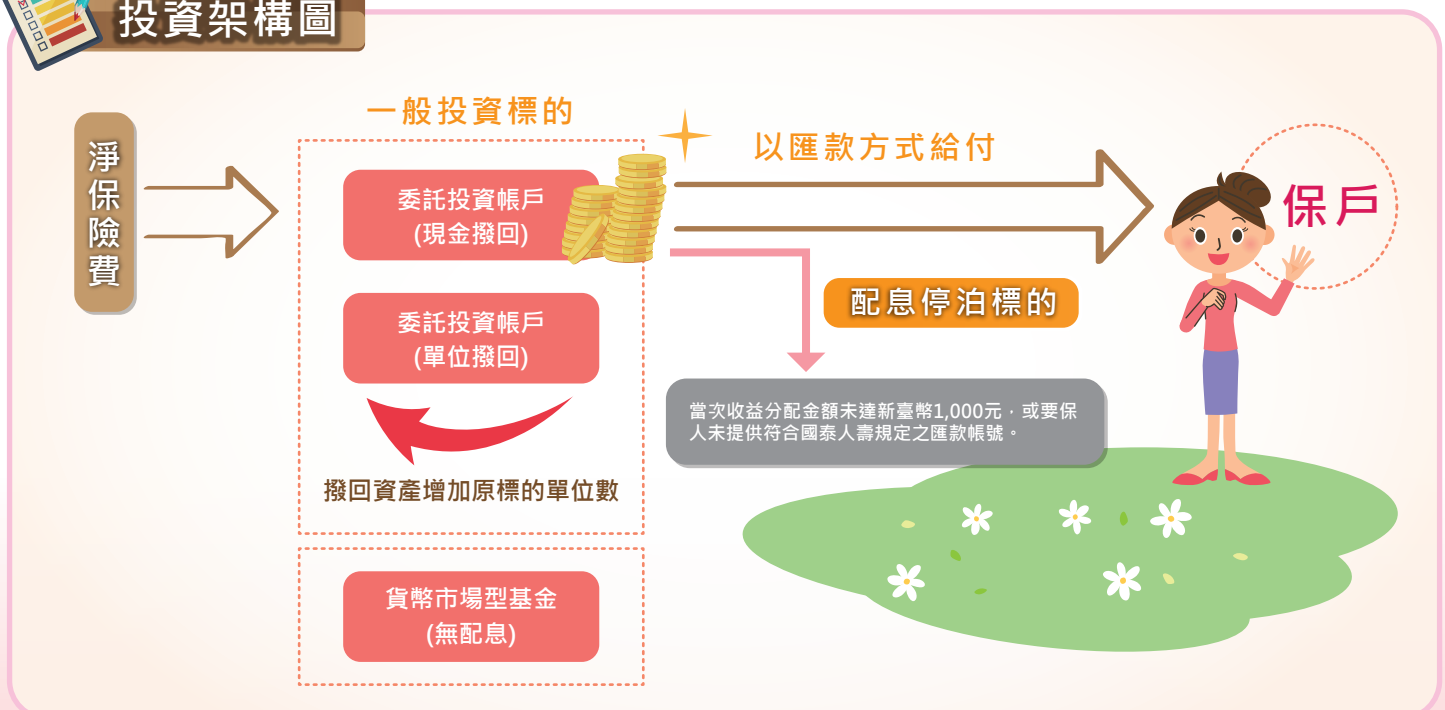 投資架構圖
淨保險費
一般投資標的
委託投資帳戶
(現金撥回)
委託投資帳戶
(單位撥回)
撥回資產增加原標的單位數
貨幣市場型基金
(無配息)
以匯款方式給付
配息停泊標的
當次收益分配金額未達新臺幣1,000元，或要保
人未提供符合國泰人壽規定之匯款帳號。
保戶